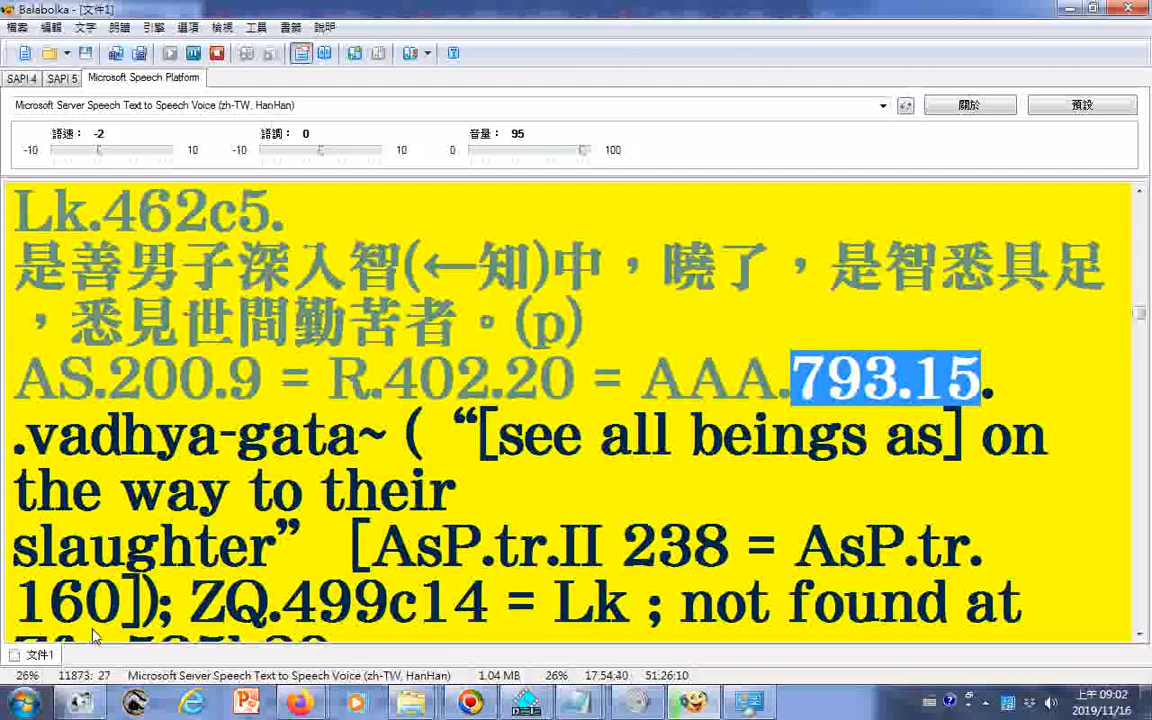 Balabolka - [文件1]
檔案 編輯 文字 朗讀 引擎 選項 檢視 工具 書籤 說明
SAPI 4 SAPI 5 Microsoft Speech Platform
Microsoft Server Speech Text to Speech Voice (zh-TW, HanHan) 關於 預設
語速: -2 語調: 0 音量: 95
-10 10 -10 10 0 100
Lk.462c5.
是善男子深入智(←知)中，曉了，是智悉具足
，悉見世間勤苦者。(p)
AS.200.9 = R.402.20 = AAA.793.15.
.vadhya-gata~ ( “[see all beings as] on
the way to their
slaughter” [AsP.tr.II 238 = AsP.tr.
160]); ZQ.499c14 = Lk ; not found at
文件1
26% 11873: 27 Microsoft Server Speech Text to Speech Voice (zh-TW, HanHan) 1.04 MB 26% 17:54:40 51:26:10
上午 09:02
2019/11/16